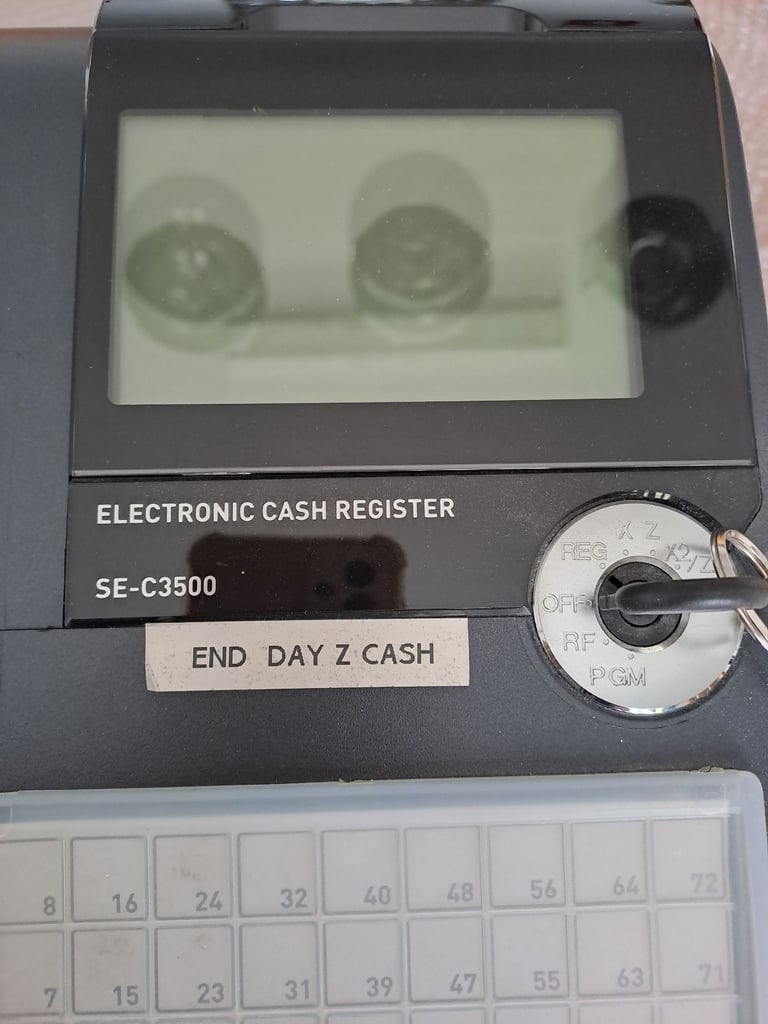 ELECTRONIC CASH REGISTER
SE-C3500
X Z
REG X2/Z
OFF
RF
PGM
END DAY Z CASH
8 16 24 32 40 48 56 64 72
7 15 23 31 39 47 55 63 71